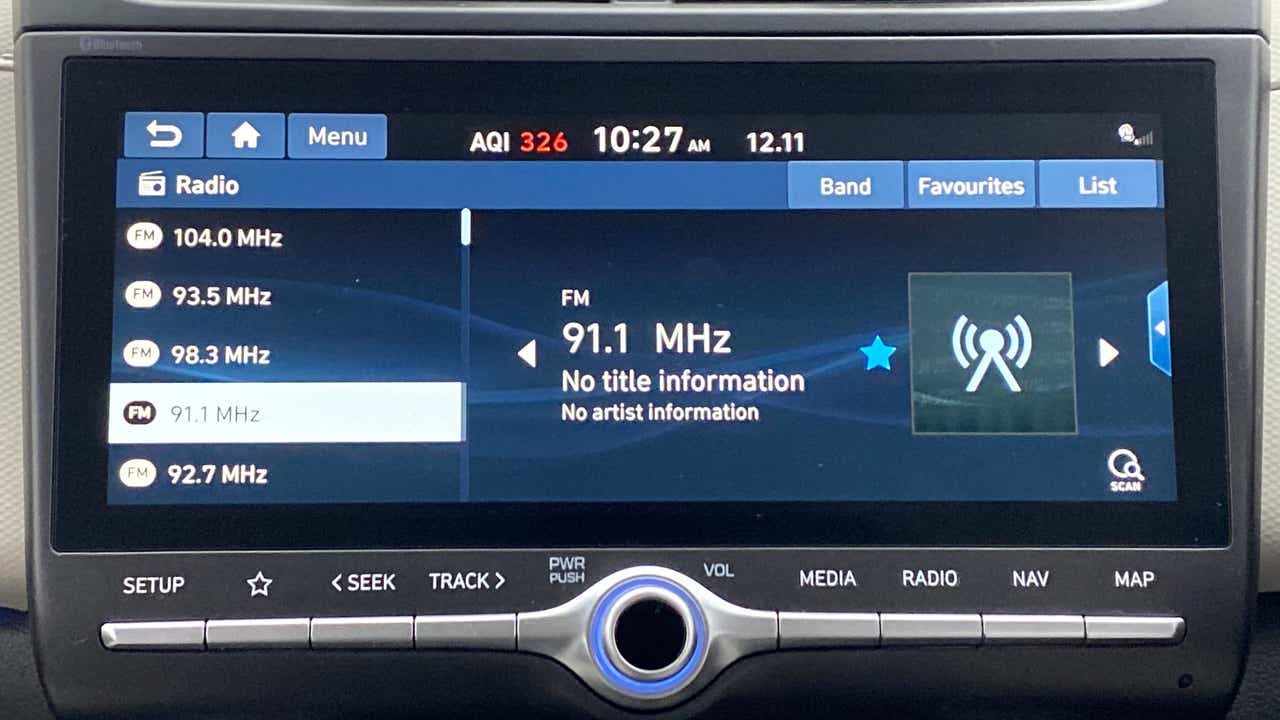 Bluetooth
Menu
AQI 326 10:27 AM 12.11
Radio
Band
Favourites
List
FM 104.0 MHz
FM 93.5 MHz
FM 98.3 MHz
FM 91.1 MHz
FM 92.7 MHz
FM
91.1 MHz
No title information
No artist information
SCAN
SETUP
< SEEK
TRACK >
PWR
PUSH
VOL
MEDIA
RADIO
NAV
MAP